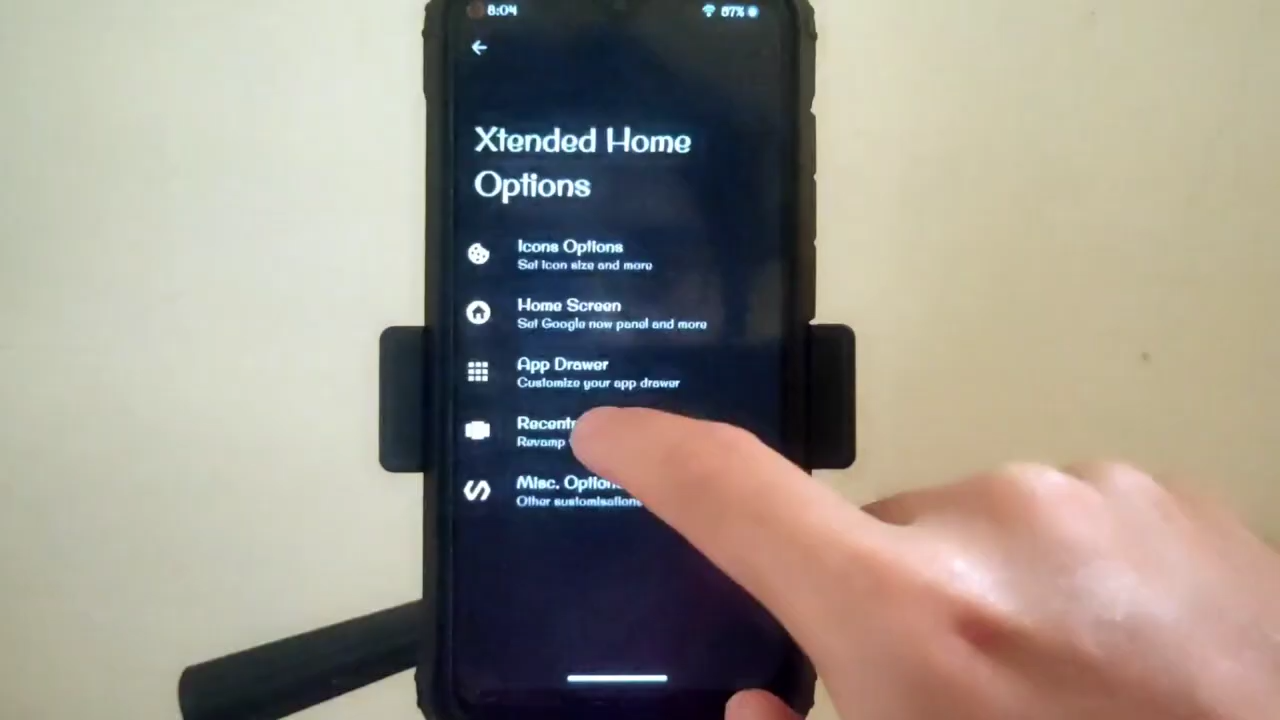 8:04
67%
Xtended Home
Options
Icons Options
Set icon size and more
Home Screen
Set Google now panel and more
App Drawer
Customize your app drawer
Recent
Revamp
Misc. Option
Other customisations